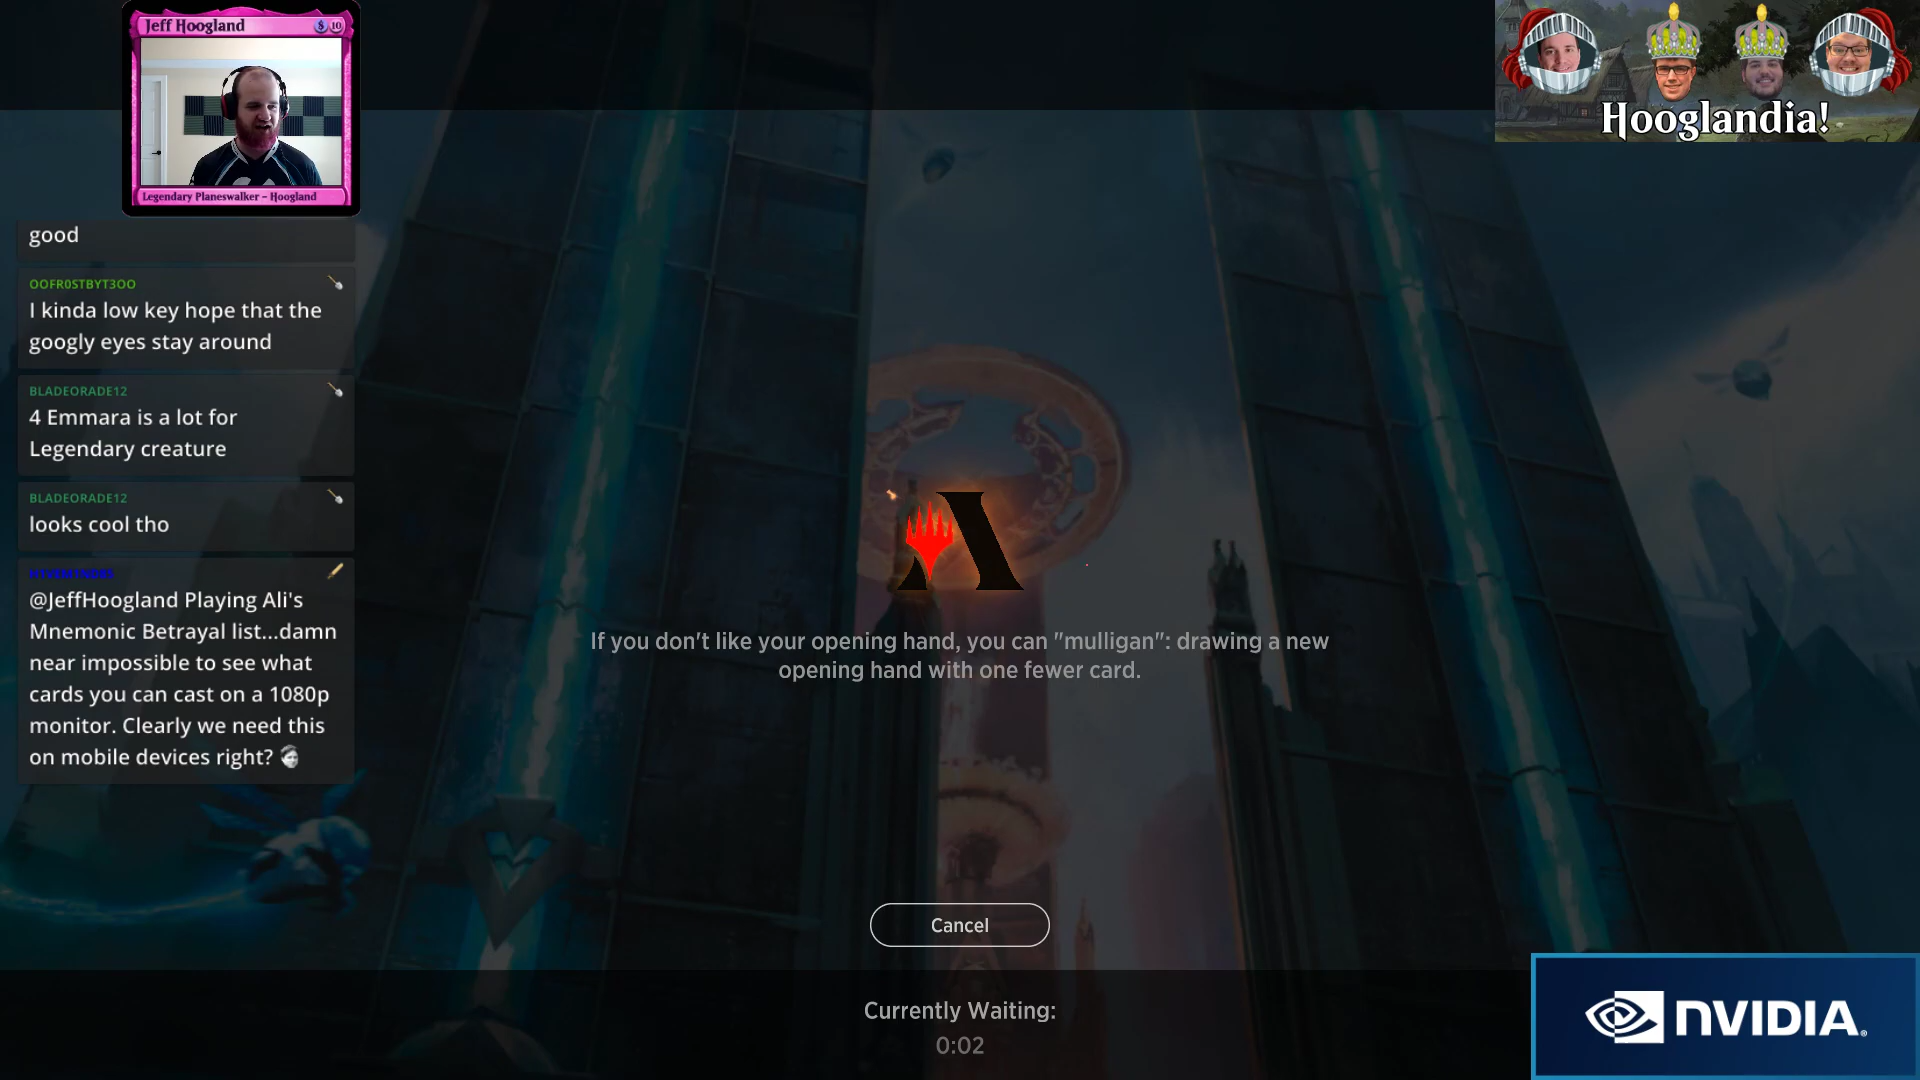 Jeff Hoogland
10
Legendary Planeswalker – Hoogland
Hooglandia!
good
OOFR0STBYT3OO
I kinda low key hope that the
googly eyes stay around
BLADEORADE12
4 Emmara is a lot for
Legendary creature
BLADEORADE12
looks cool tho
@JeffHoogland Playing Ali's
Mnemonic Betrayal list...damn
near impossible to see what
cards you can cast on a 1080p
monitor. Clearly we need this
on mobile devices right?
If you don't like your opening hand, you can "mulligan": drawing a new
opening hand with one fewer card.
Cancel
Currently Waiting:
0:02
NVIDIA.